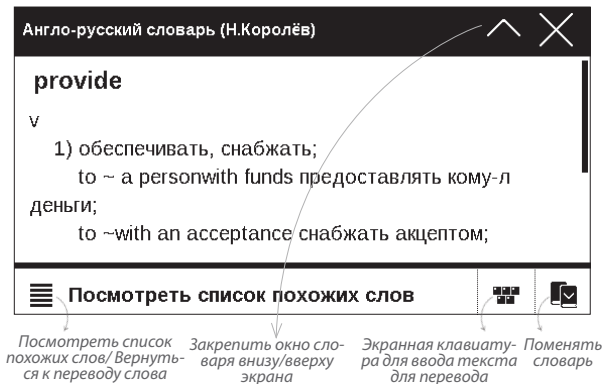 Англо-русский словарь (Н.Королёв)
provide
v
1) обеспечивать, снабжать;
to ~ a personwith funds предоставлять кому-л
деньги;
to ~with an acceptance снабжать акцептом;
Посмотреть список похожих слов
Посмотреть список
похожих слов/ Вернуть-
ся к переводу слова
Закрепить окно сло-
варя внизу/вверху
экрана
Экранная клавиату-
ра для ввода текста
для перевода
Поменять
словарь